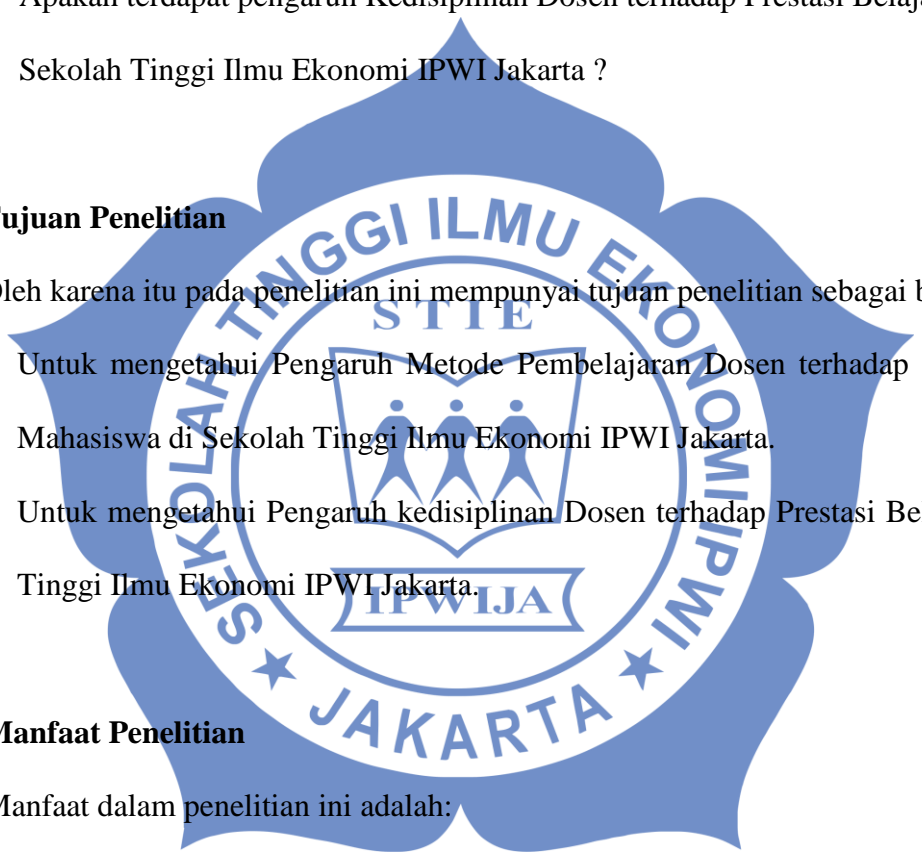 Apakah terdapat pengaruh Kedisiplinan Dosen terhadap Prestasi Belaj
Sekolah Tinggi Ilmu Ekonomi IPWI Jakarta ?
ujuan Penelitian
Oleh karena itu pada penelitian ini mempunyai tujuan penelitian sebagai b
Untuk mengetahui Pengaruh Metode Pembelajaran Dosen terhadap
Mahasiswa di Sekolah Tinggi Ilmu Ekonomi IPWI Jakarta.
Untuk mengetahui Pengaruh kedisiplinan Dosen terhadap Prestasi Be
Tinggi Ilmu Ekonomi IPWI Jakarta.
Manfaat Penelitian
Manfaat dalam penelitian ini adalah:
SEKOLAH TINGGI ILMU EKONOMI IPWI
STIE
IPWIJA
JAKARTA